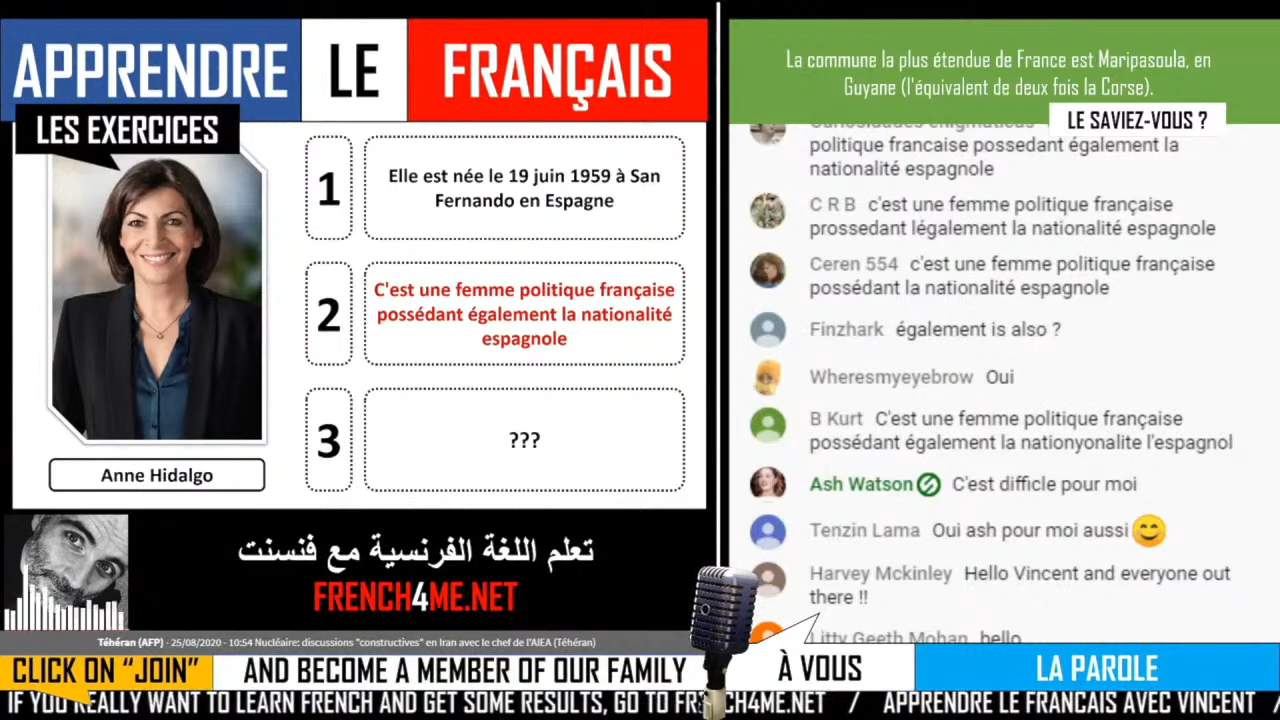 APPRENDRE LE FRANÇAIS
LES EXERCICES
1
Elle est née le 19 juin 1959 à San
Fernando en Espagne
2
C'est une femme politique française
possédant également la nationalité
espagnole
3
???
Anne Hidalgo
تعلم اللغة الفرنسية مع فنسنت
FRENCH4ME.NET
Téhéran (AFP) - 25/08/2020 - 10:54 Nucléaire: discussions "constructives" en Iran avec le chef de l'AIEA (Téhéran)
La commune la plus étendue de France est Maripasoula, en
Guyane (l'équivalent de deux fois la Corse).
LE SAVIEZ-VOUS ?
politique francaise possedant également la
nationalité espagnole
C R B c'est une femme politique française
prossedant légalement la nationalité espagnole
Ceren 554 c'est une femme politique française
possédant la nationalité espagnole
Finzhark également is also ?
Wheresmyeyebrow Oui
B Kurt C'est une femme politique française
possédant également la nationyonalite l'espagnol
Ash Watson C'est difficle pour moi
Tenzin Lama Oui ash pour moi aussi
Harvey Mckinley Hello Vincent and everyone out
there !!
Litty Geeth Mohan hello
CLICK ON “JOIN” AND BECOME A MEMBER OF OUR FAMILY
À VOUS LA PAROLE
IF YOU REALLY WANT TO LEARN FRENCH AND GET SOME RESULTS, GO TO FR CH4ME.NET / APPRENDRE LE FRANCAIS AVEC VINCENT /